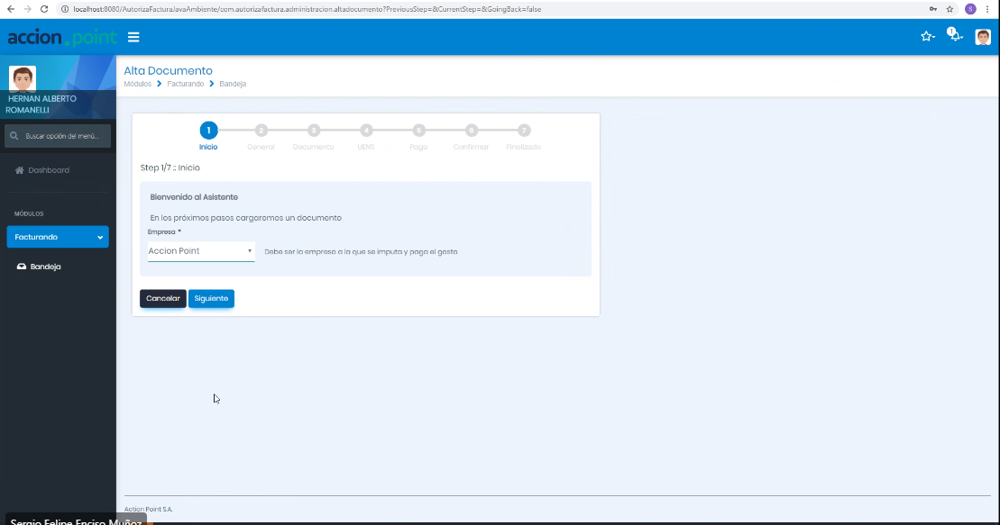 localhost:8080/AutorizaFacturaJavaAmbiente/com.autorizafactura.administracion.altadocumento?PreviousStep=&CurrentStep=&GoingBack=false
S
accion point
1
HERNAN ALBERTO
ROMANELLI
Buscar opción del menú...
Dashboard
MÓDULOS
Facturando
Bandeja
Alta Documento
Módulos > Facturando > Bandeja
1 2 3 4 5 6 7
Inicio General Documento UENS Pago Confirmar Finalizado
Step 1/7 :: Inicio
Bienvenido al Asistente
En los próximos pasos cargaremos un documento
Empresa *
Accion Point Debe ser la empresa a la que se imputa y paga el gasto
Cancelar Siguiente
Action Point S.A.
Sergio Felipe Enciso Muñoz